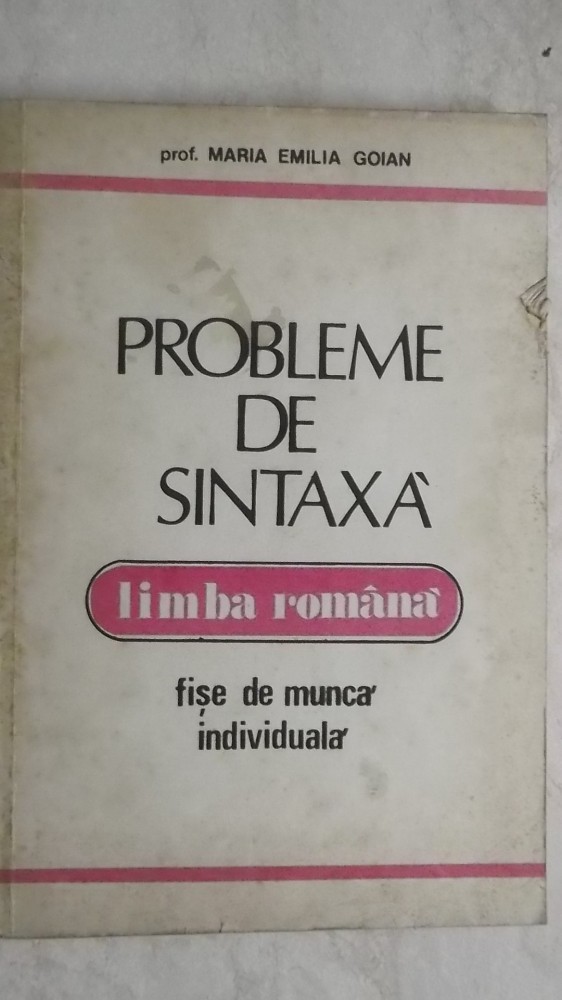 prof. MARIA EMILIA GOIAN
PROBLEME
DE
SINTAXĂ
limba română
fișe de muncă
individuală